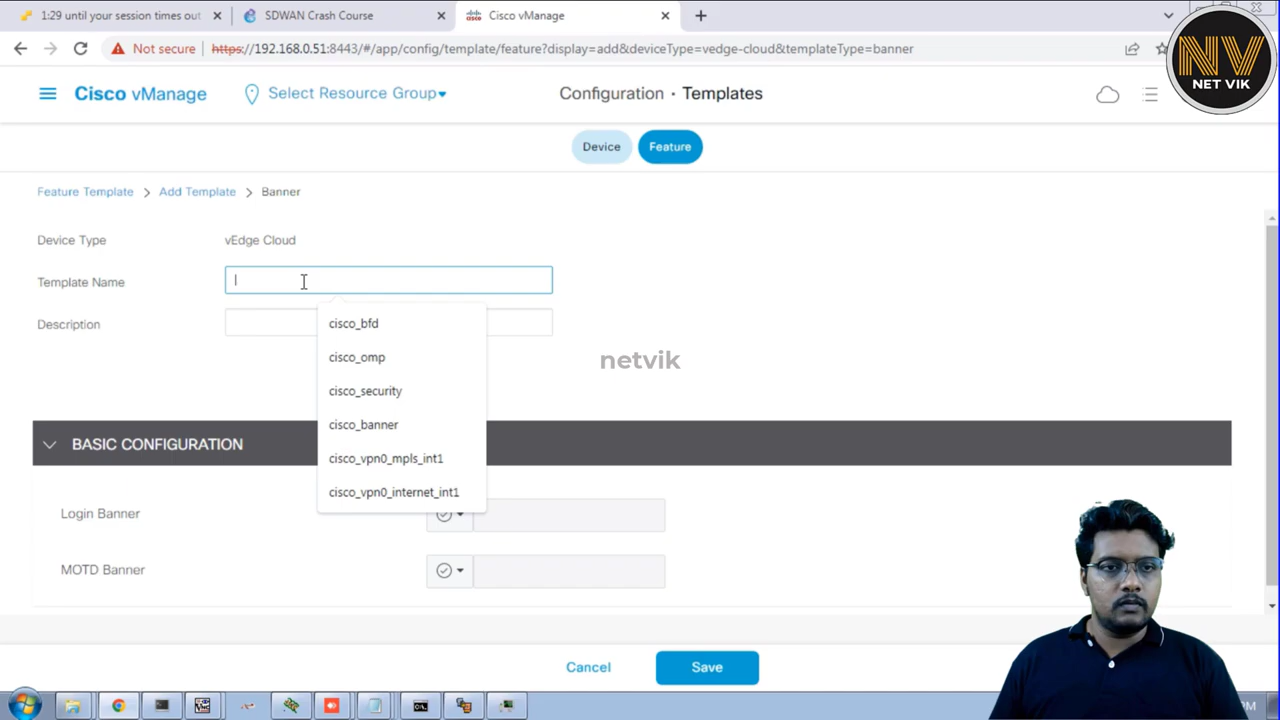 1:29 until your session times out
SDWAN Crash Course
Cisco vManage
Not secure
https://192.168.0.51:8443/#/app/config/template/feature?display=add&deviceType=vedge-cloud&templateType=banner
NV
NET VIK
Cisco vManage
Select Resource Group
Configuration · Templates
Device
Feature
Feature Template > Add Template > Banner
Device Type
vEdge Cloud
Template Name
Description
cisco_bfd
cisco_omp
cisco_security
cisco_banner
cisco_vpn0_mpls_int1
cisco_vpn0_internet_int1
netvik
BASIC CONFIGURATION
Login Banner
MOTD Banner
Cancel
Save